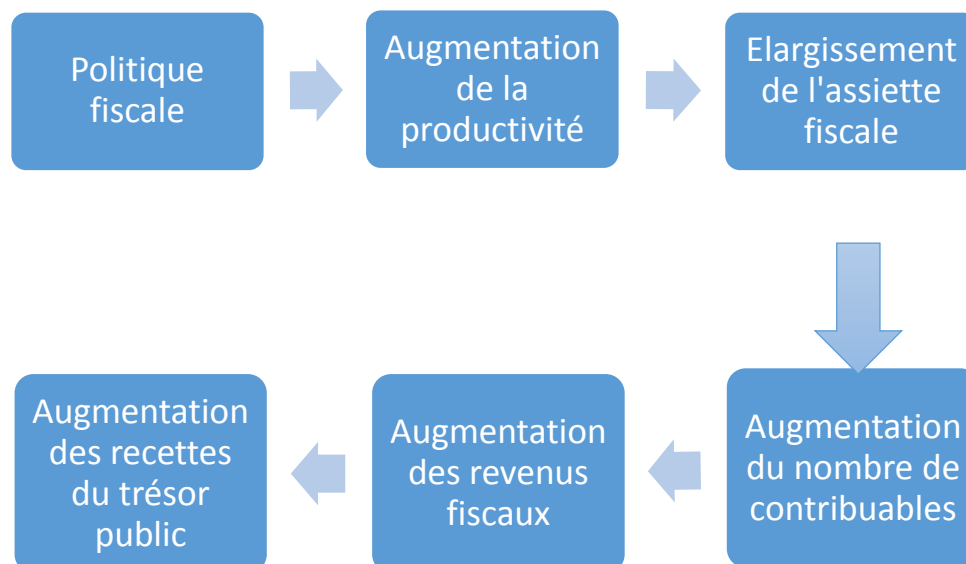 Politique
fiscale
Augmentation
de la
productivité
Elargissement
de l'assiette
fiscale
Augmentation
du nombre de
contribuables
Augmentation
des revenus
fiscaux
Augmentation
des recettes
du trésor
public